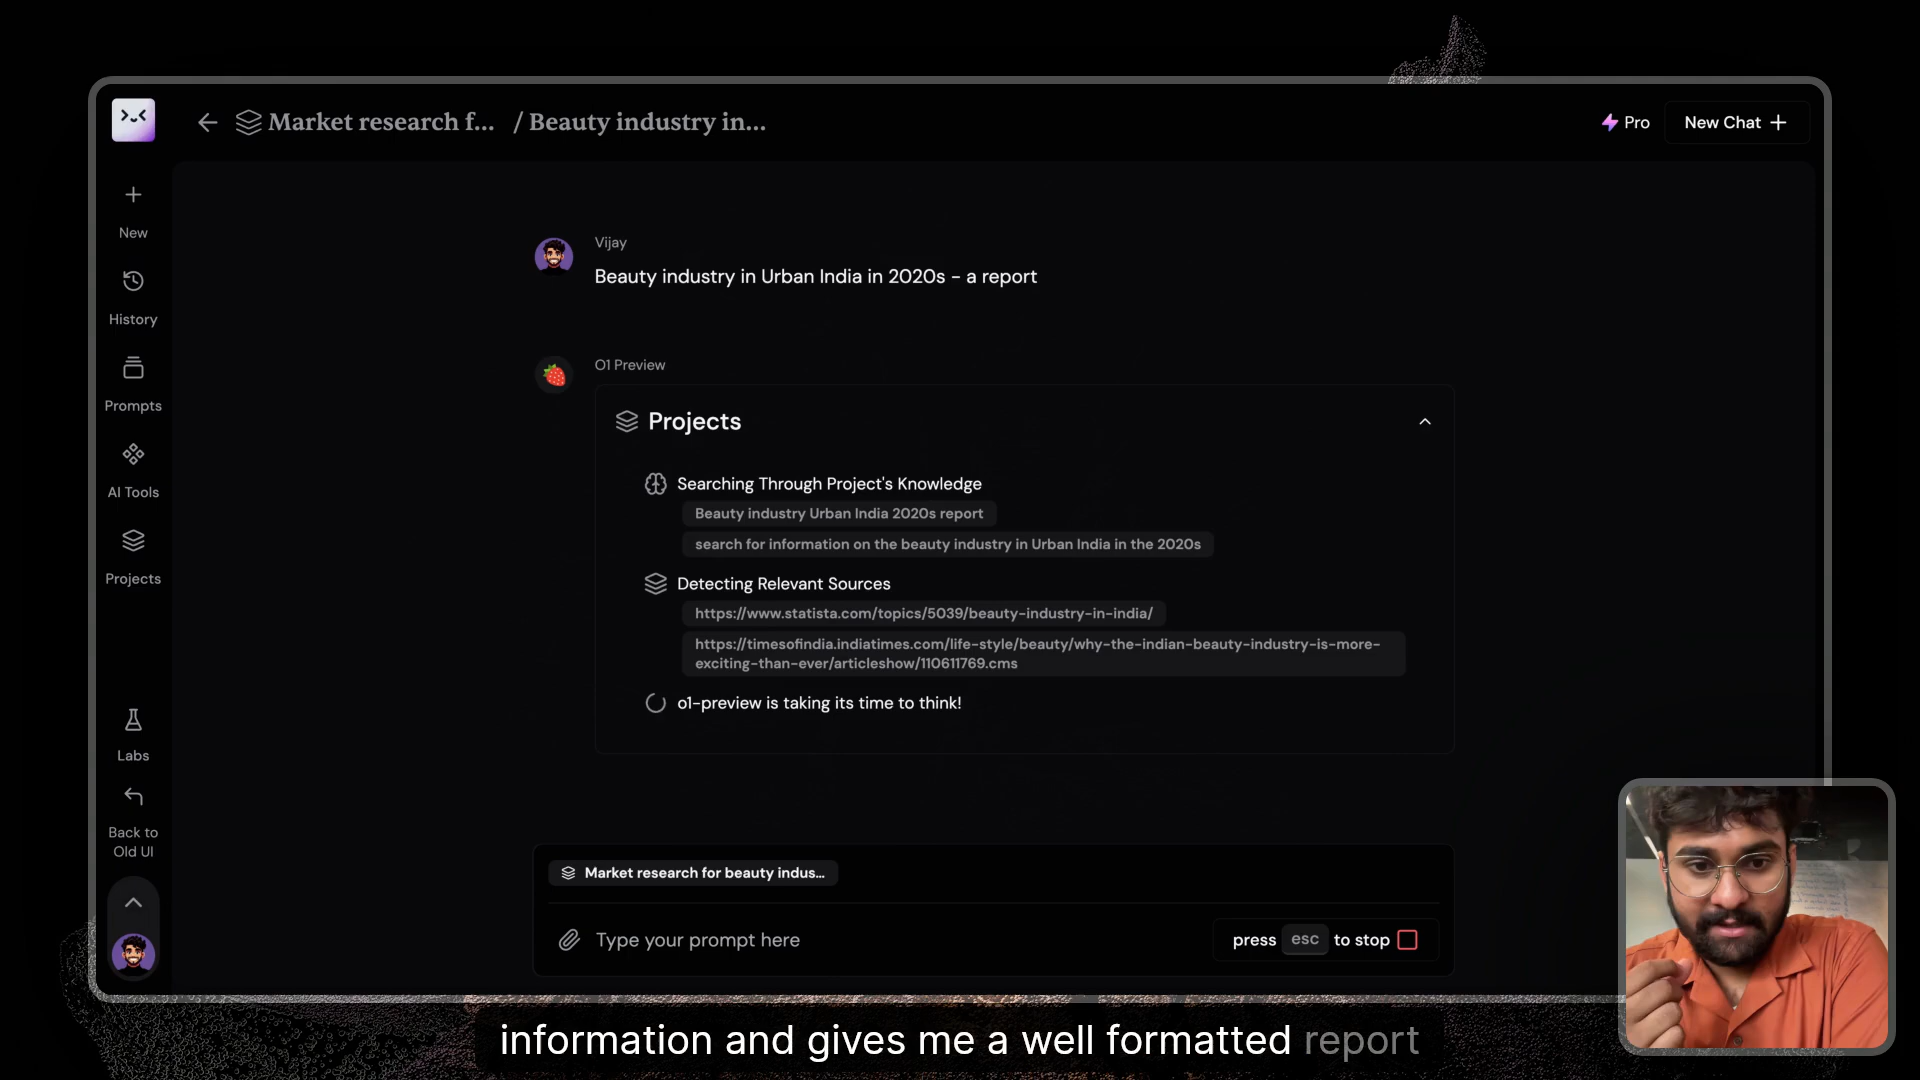 Market research f... / Beauty industry in...
Pro
New Chat
New
History
Prompts
AI Tools
Projects
Labs
Back to
Old UI
Vijay
Beauty industry in Urban India in 2020s - a report
O1 Preview
Projects
Searching Through Project's Knowledge
Beauty industry Urban India 2020s report
search for information on the beauty industry in Urban India in the 2020s
Detecting Relevant Sources
https://www.statista.com/topics/5039/beauty-industry-in-india/
https://timesofindia.indiatimes.com/life-style/beauty/why-the-indian-beauty-industry-is-more-
exciting-than-ever/articleshow/110611769.cms
o1-preview is taking its time to think!
Market research for beauty indus...
Type your prompt here
press esc to stop
information and gives me a well formatted report